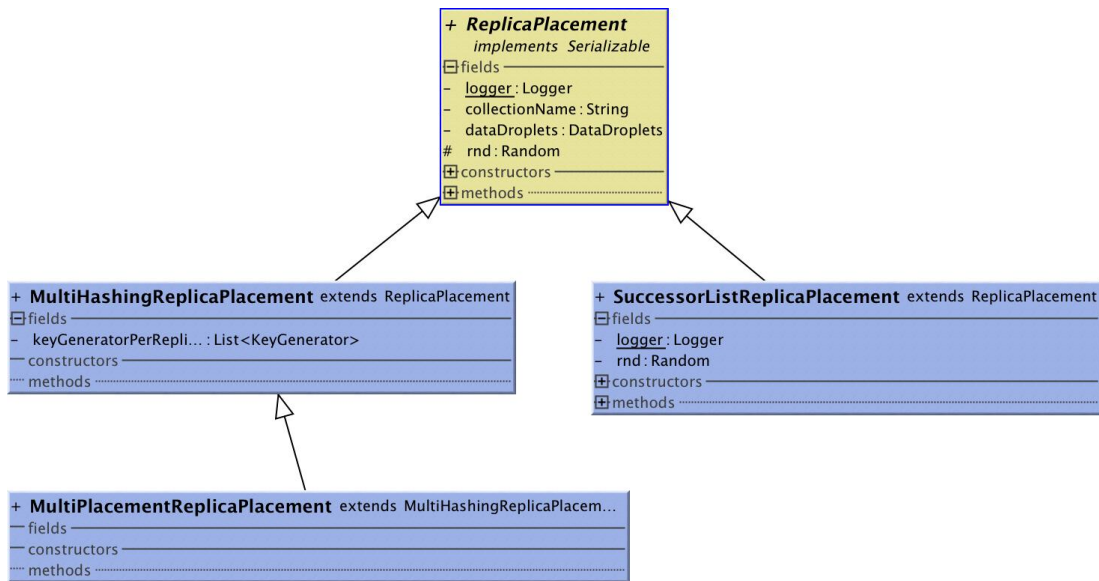 + ReplicaPlacement
implements Serializable
fields
- logger : Logger
- collectionName : String
- dataDroplets : DataDroplets
# rnd : Random
constructors
methods
+ MultiHashingReplicaPlacement extends ReplicaPlacement
fields
- keyGeneratorPerRepli... : List<KeyGenerator>
constructors
methods
+ SuccessorListReplicaPlacement extends ReplicaPlacement
fields
- logger : Logger
- rnd : Random
constructors
methods
+ MultiPlacementReplicaPlacement extends MultiHashingReplicaPlacem...
fields
constructors
methods